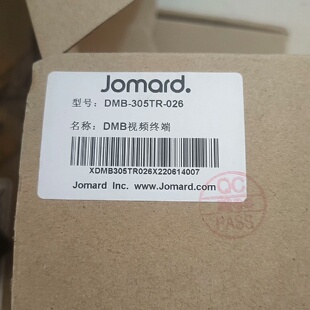 Jomard.
型号：DMB-305TR-026
名称：DMB视频终端
XDMB305TR026X220614007
Jomard Inc. www.Jomard.com
QC
PASS